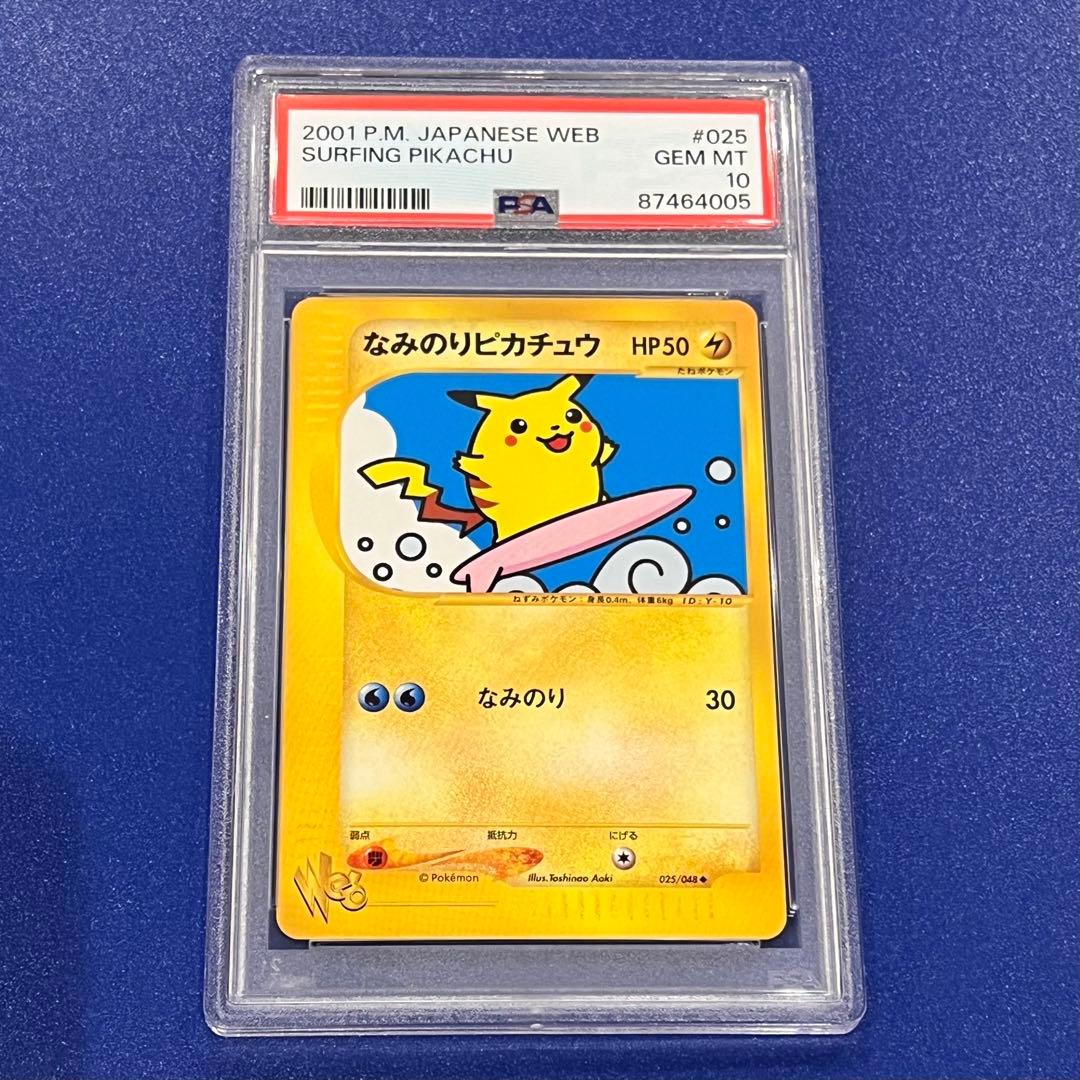 2001 P.M. JAPANESE WEB #025
SURFING PIKACHU GEM MT
10
87464005
PSA
なみのりピカチュウ HP50
たねポケモン
ねずみポケモン：身長0.4m、体重6kg ID：Y-10
なみのり 30
弱点 抵抗力 にげる
© Pokémon Illus.Toshinao Aoki 025/048◆
Web